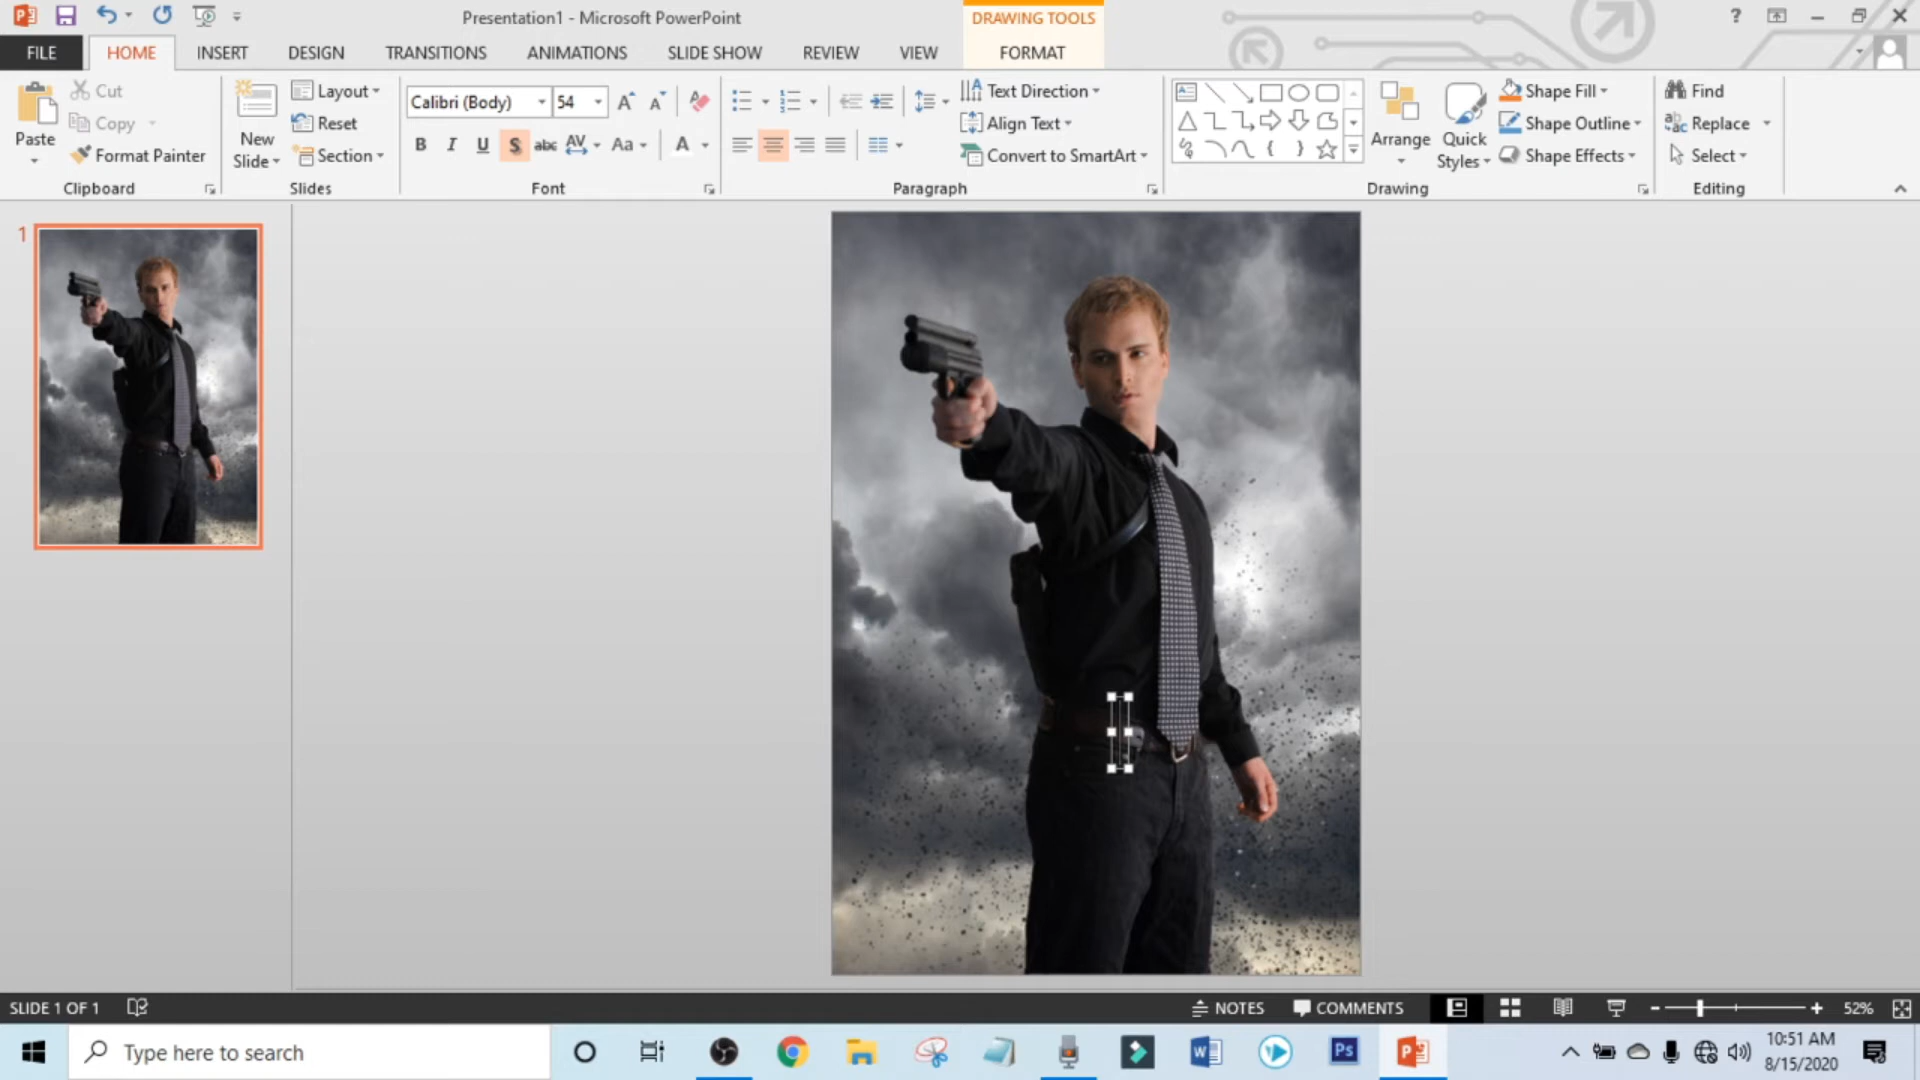 Presentation1 - Microsoft PowerPoint
DRAWING TOOLS
?
FILE HOME INSERT DESIGN TRANSITIONS ANIMATIONS SLIDE SHOW REVIEW VIEW FORMAT
Paste
Cut
Copy
Format Painter
Clipboard
New
Slide
Layout
Reset
Section
Slides
Calibri (Body) 54
B I U S abc AV Aa A
Font
Text Direction
Align Text
Convert to SmartArt
Paragraph
Arrange
Quick
Styles
Shape Fill
Shape Outline
Shape Effects
Drawing
Find
Replace
Select
Editing
1
SLIDE 1 OF 1
NOTES COMMENTS 52%
Type here to search
Ps
10:51 AM
8/15/2020